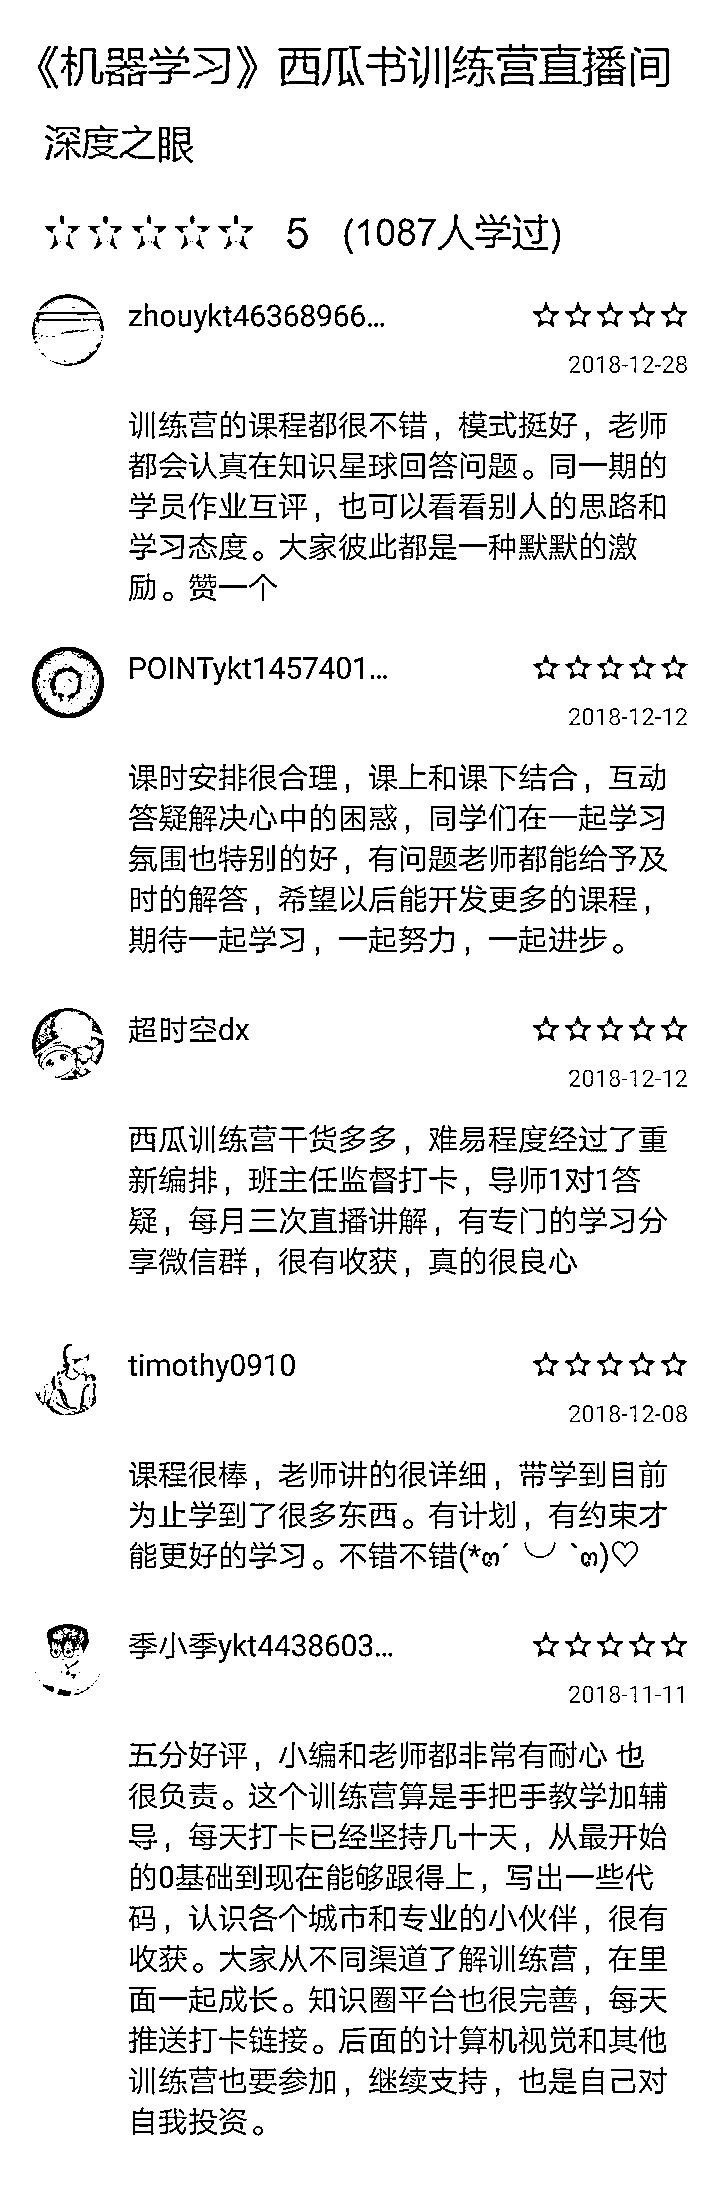 《机器学习》西瓜书训练营直播间
深度之眼
☆☆☆☆☆ 5 (1087人学过)
zhouykt46368966... ☆☆☆☆☆
2018-12-28
训练营的课程都很不错，模式挺好，老师
都会认真在知识星球回答问题。同一期的
学员作业互评，也可以看看别人的思路和
学习态度。大家彼此都是一种默默的激
励。赞一个
POINTykt1457401... ☆☆☆☆☆
2018-12-12
课时安排很合理，课上和课下结合，互动
答疑解决心中的困惑，同学们在一起学习
氛围也特别的好，有问题老师都能给予及
时的解答，希望以后能开发更多的课程，
期待一起学习，一起努力，一起进步。
超时空dx ☆☆☆☆☆
2018-12-12
西瓜训练营干货多多，难易程度经过了重
新编排，班主任监督打卡，导师1对1答
疑，每月三次直播讲解，有专门的学习分
享微信群，很有收获，真的很良心
timothy0910 ☆☆☆☆☆
2018-12-08
课程很棒，老师讲的很详细，带学到目前
为止学到了很多东西。有计划，有约束才
能更好的学习。不错不错(*๓´╰╯`๓)♡
季小季ykt4438603... ☆☆☆☆☆
2018-11-11
五分好评，小编和老师都非常有耐心 也
很负责。这个训练营算是手把手教学加辅
导，每天打卡已经坚持几十天，从最开始
的0基础到现在能够跟得上，写出一些代
码，认识各个城市和专业的小伙伴，很有
收获。大家从不同渠道了解训练营，在里
面一起成长。知识圈平台也很完善，每天
推送打卡链接。后面的计算机视觉和其他
训练营也要参加，继续支持，也是自己对
自我投资。